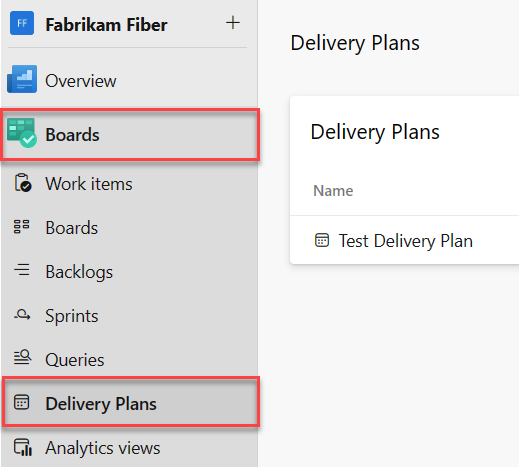 FF Fabrikam Fiber +
Overview
Boards
Work items
Boards
Backlogs
Sprints
Queries
Delivery Plans
Analytics views
Delivery Plans
Delivery Plans
Name
Test Delivery Plan